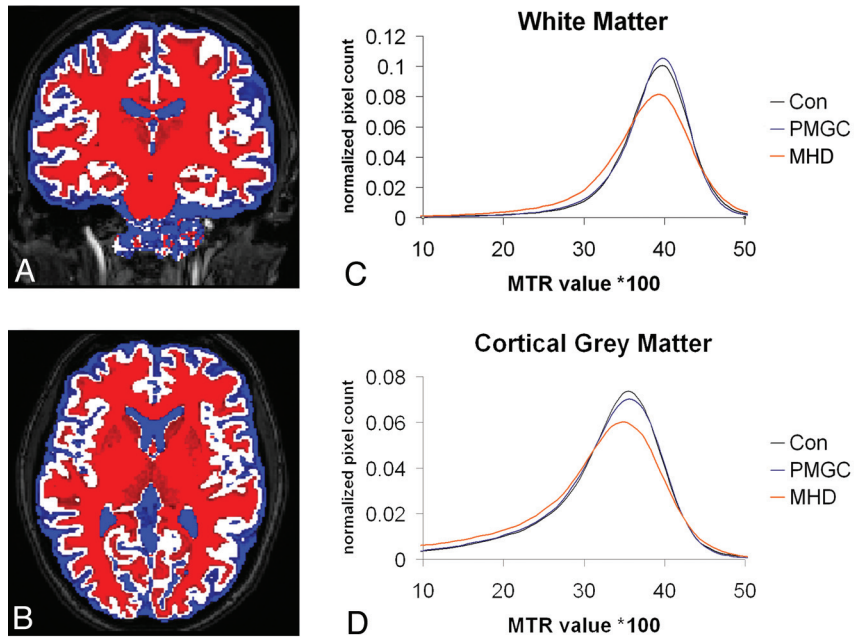 A
B
C
White Matter
normalized pixel count
0.12
0.1
0.08
0.06
0.04
0.02
0
10 20 30 40 50
MTR value *100
Con
PMGC
MHD
D
Cortical Grey Matter
normalized pixel count
0.08
0.06
0.04
0.02
0
10 20 30 40 50
MTR value *100
Con
PMGC
MHD